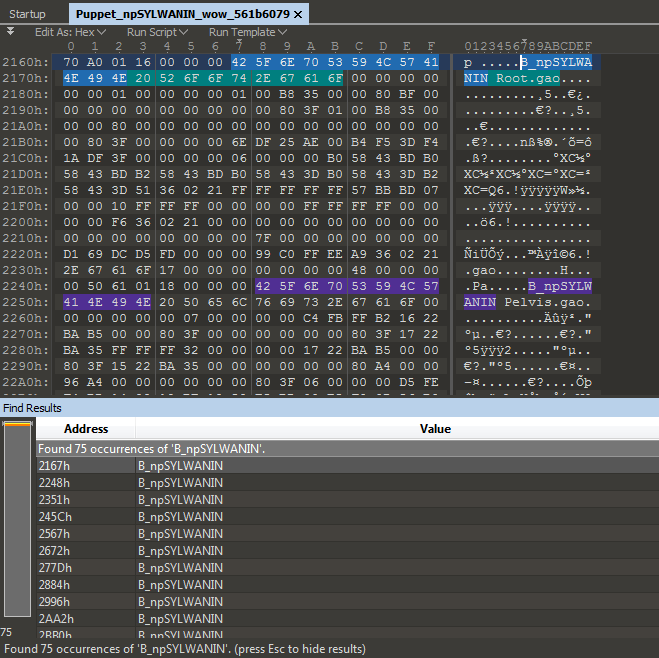 Startup
Puppet_npSYLWANIN_wow_561b6079 ×
Edit As: Hex
Run Script
Run Template
0 1 2 3 4 5 6 7 8 9 A B C D E F 0123456789ABCDEF
2160h: 70 A0 01 16 00 00 00 42 5F 6E 70 53 59 4C 57 41 p .....B_npSYLWA
2170h: 4E 49 4E 20 52 6F 6F 74 2E 67 61 6F 00 00 00 00 NIN Root.gao....
2180h: 00 00 00 00 00 00 00 01 00 B8 35 00 00 80 BF 00 .........¸5..€¿.
2190h: 00 00 00 00 00 00 00 00 00 80 3F 01 00 B8 35 00 .........€?..¸5.
21A0h: 00 00 80 00 00 00 00 00 00 00 00 00 00 00 00 00 ..€.............
21B0h: 00 80 3F 00 00 00 00 6E DF 25 AE 00 B4 F5 3D F4 .€?....nß%®.´õ=ô
21C0h: 1A DF 3F 00 00 00 00 06 00 00 00 B0 58 43 BD B0 .ß?........°XC½°
21D0h: 58 43 BD B2 58 43 BD B0 58 43 3D B0 58 43 3D B2 XC½²XC½°XC=°XC=²
21E0h: 58 43 3D 51 36 02 21 FF FF FF FF FF 57 BB BD 07 XC=Q6.!ÿÿÿÿÿW»½.
21F0h: 00 00 10 FF FF FF 00 00 00 00 FF FF FF FF 00 00 ...ÿÿÿ....ÿÿÿÿ..
2200h: 00 00 F6 36 02 21 00 00 00 00 00 00 00 00 00 00 ..ö6.!..........
2210h: 00 00 00 00 00 00 00 00 7F 00 00 00 00 00 00 00 ................
2220h: D1 69 DC D5 FD 00 00 00 99 C0 FF EE A9 36 02 21 ÑiÜÕý...™Àÿî©6.!
2230h: 2E 67 61 6F 17 00 00 00 00 00 00 00 48 00 00 00 .gao........H...
2240h: 00 50 61 01 18 00 00 00 42 5F 6E 70 53 59 4C 57 .Pa.....B_npSYLW
2250h: 41 4E 49 4E 20 50 65 6C 76 69 73 2E 67 61 6F 00 ANIN Pelvis.gao.
2260h: 00 00 00 00 00 07 00 00 00 00 C4 FB FF B2 16 22 ..........Äûÿ²."
2270h: BA B5 00 00 80 3F 00 00 00 00 00 00 80 3F 17 22 ºµ..€?......€?."
2280h: BA 35 FF FF FF 32 00 00 00 00 17 22 BA B5 00 00 º5ÿÿÿ2....."ºµ..
2290h: 80 3F 15 22 BA 35 00 00 00 00 00 00 80 A4 00 00 €?."º5......€¤..
22A0h: 96 A4 00 00 00 00 00 00 80 3F 06 00 00 00 D5 FE –¤......€?....Õþ
Find Results
Address Value
Found 75 occurrences of 'B_npSYLWANIN'.
2167h B_npSYLWANIN
2248h B_npSYLWANIN
2351h B_npSYLWANIN
245Ch B_npSYLWANIN
2567h B_npSYLWANIN
2672h B_npSYLWANIN
277Dh B_npSYLWANIN
2884h B_npSYLWANIN
2996h B_npSYLWANIN
2AA2h B_npSYLWANIN
2BB0h B_npSYLWANIN
75
Found 75 occurrences of 'B_npSYLWANIN'. (press Esc to hide results)